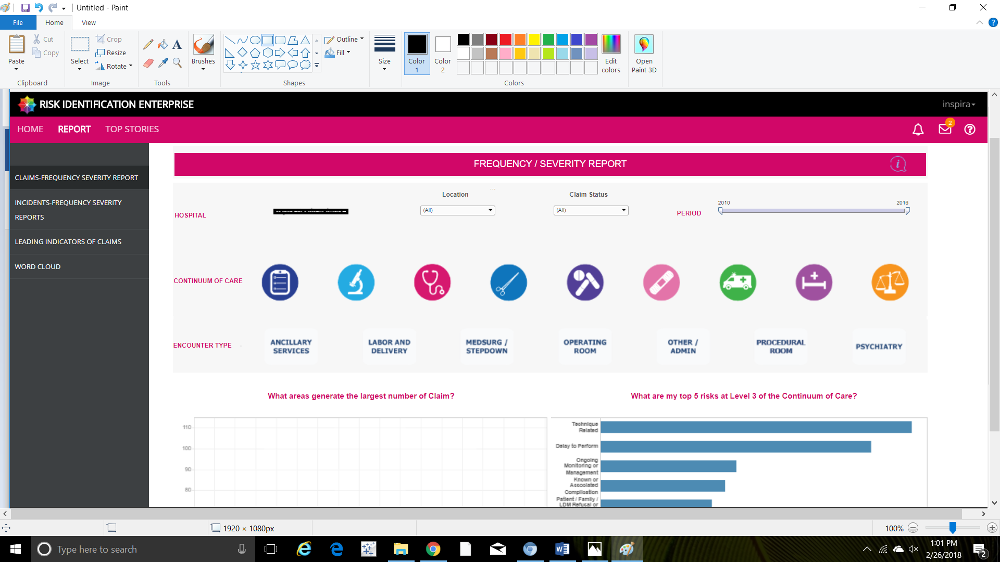 Untitled - Paint
File
Home
View
Paste
Cut
Copy
Clipboard
Select
Crop
Resize
Rotate
Image
A
Tools
Brushes
Outline
Fill
Shapes
Size
Color
1
Color
2
Edit
colors
Colors
Open
Paint 3D
RISK IDENTIFICATION ENTERPRISE
inspira
HOME
REPORT
TOP STORIES
2
CLAIMS-FREQUENCY SEVERITY REPORT
INCIDENTS-FREQUENCY SEVERITY
REPORTS
LEADING INDICATORS OF CLAIMS
WORD CLOUD
FREQUENCY / SEVERITY REPORT
i
HOSPITAL
Location
(All)
...
Claim Status
(All)
PERIOD
2010
2016
CONTINUUM OF CARE
ENCOUNTER TYPE
ANCILLARY
SERVICES
LABOR AND
DELIVERY
MEDSURG /
STEPDOWN
OPERATING
ROOM
OTHER /
ADMIN
PROCEDURAL
ROOM
PSYCHIATRY
What areas generate the largest number of Claim?
110
100
90
80
What are my top 5 risks at Level 3 of the Continuum of Care?
Technique
Related
Delay to Perform
Ongoing
Monitoring or
Management
Known or
Associated
Complication
Patient / Family /
LDM Refusal or
1920 × 1080px
100%
Type here to search
1:01 PM
2/26/2018
2